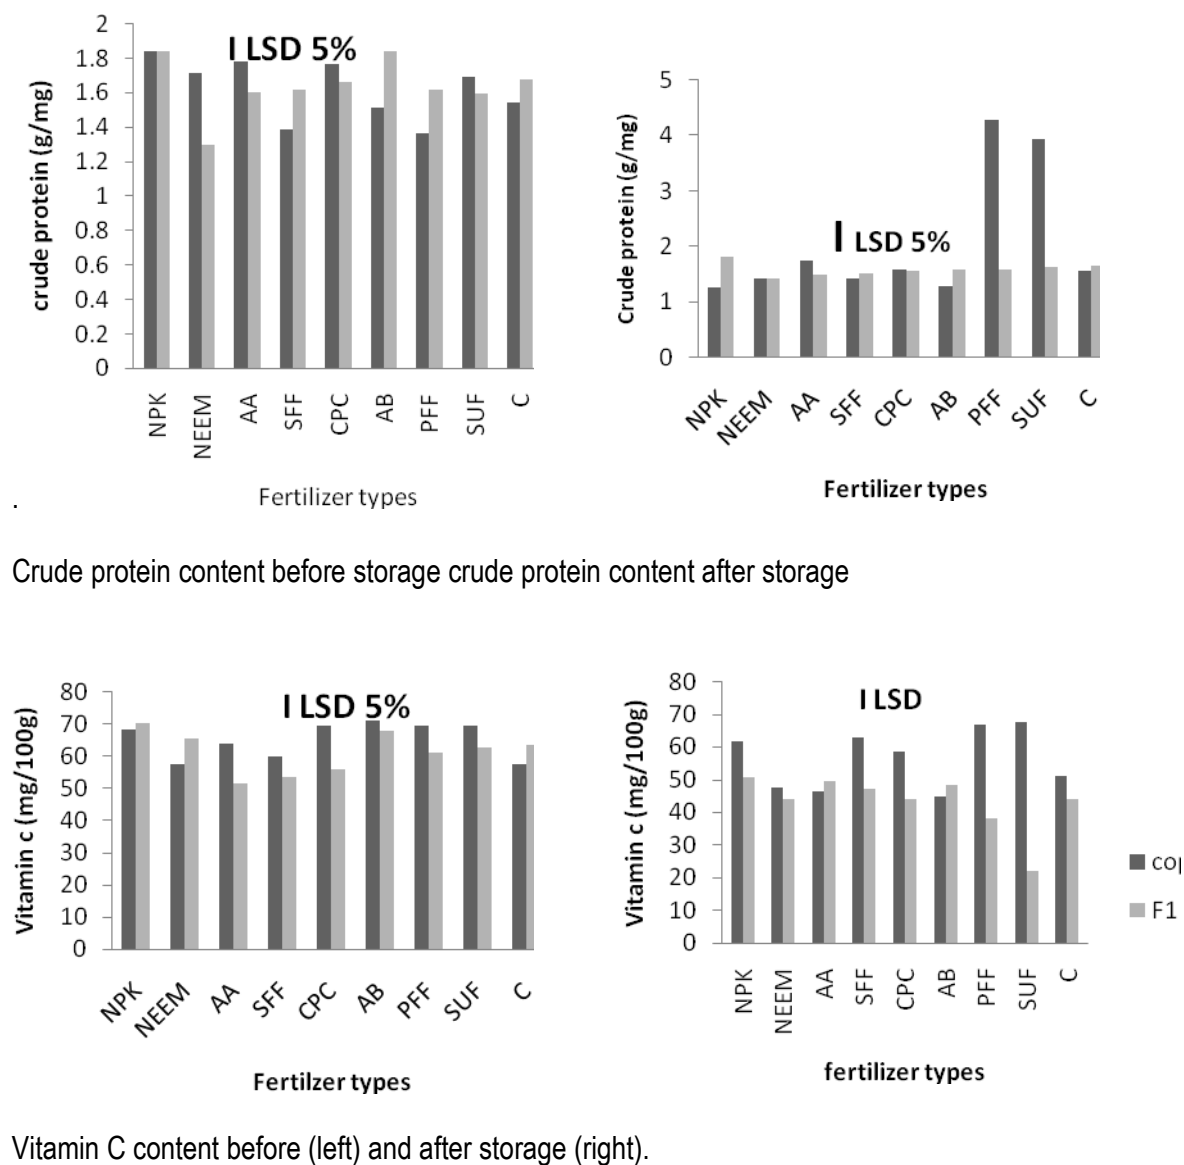 I LSD 5%
crude protein (g/mg)
2
1.8
1.6
1.4
1.2
1
0.8
0.6
0.4
0.2
0
NPK
NEEM
AA
SFF
CPC
AB
PFF
SUF
C
Fertilizer types
I LSD 5%
Crude protein (g/mg)
5
4
3
2
1
0
NPK
NEEM
AA
SFF
CPC
AB
PFF
SUF
C
Fertilizer types
.
Crude protein content before storage crude protein content after storage
I LSD 5%
Vitamin c (mg/100g)
80
70
60
50
40
30
20
10
0
NPK
NEEM
AA
SFF
CPC
AB
PFF
SUF
C
Fertilzer types
I LSD
Vitamin c (mg/100g)
80
70
60
50
40
30
20
10
0
NPK
NEEM
AA
SFF
CPC
AB
PFF
SUF
C
fertilizer types
F1
Vitamin C content before (left) and after storage (right).